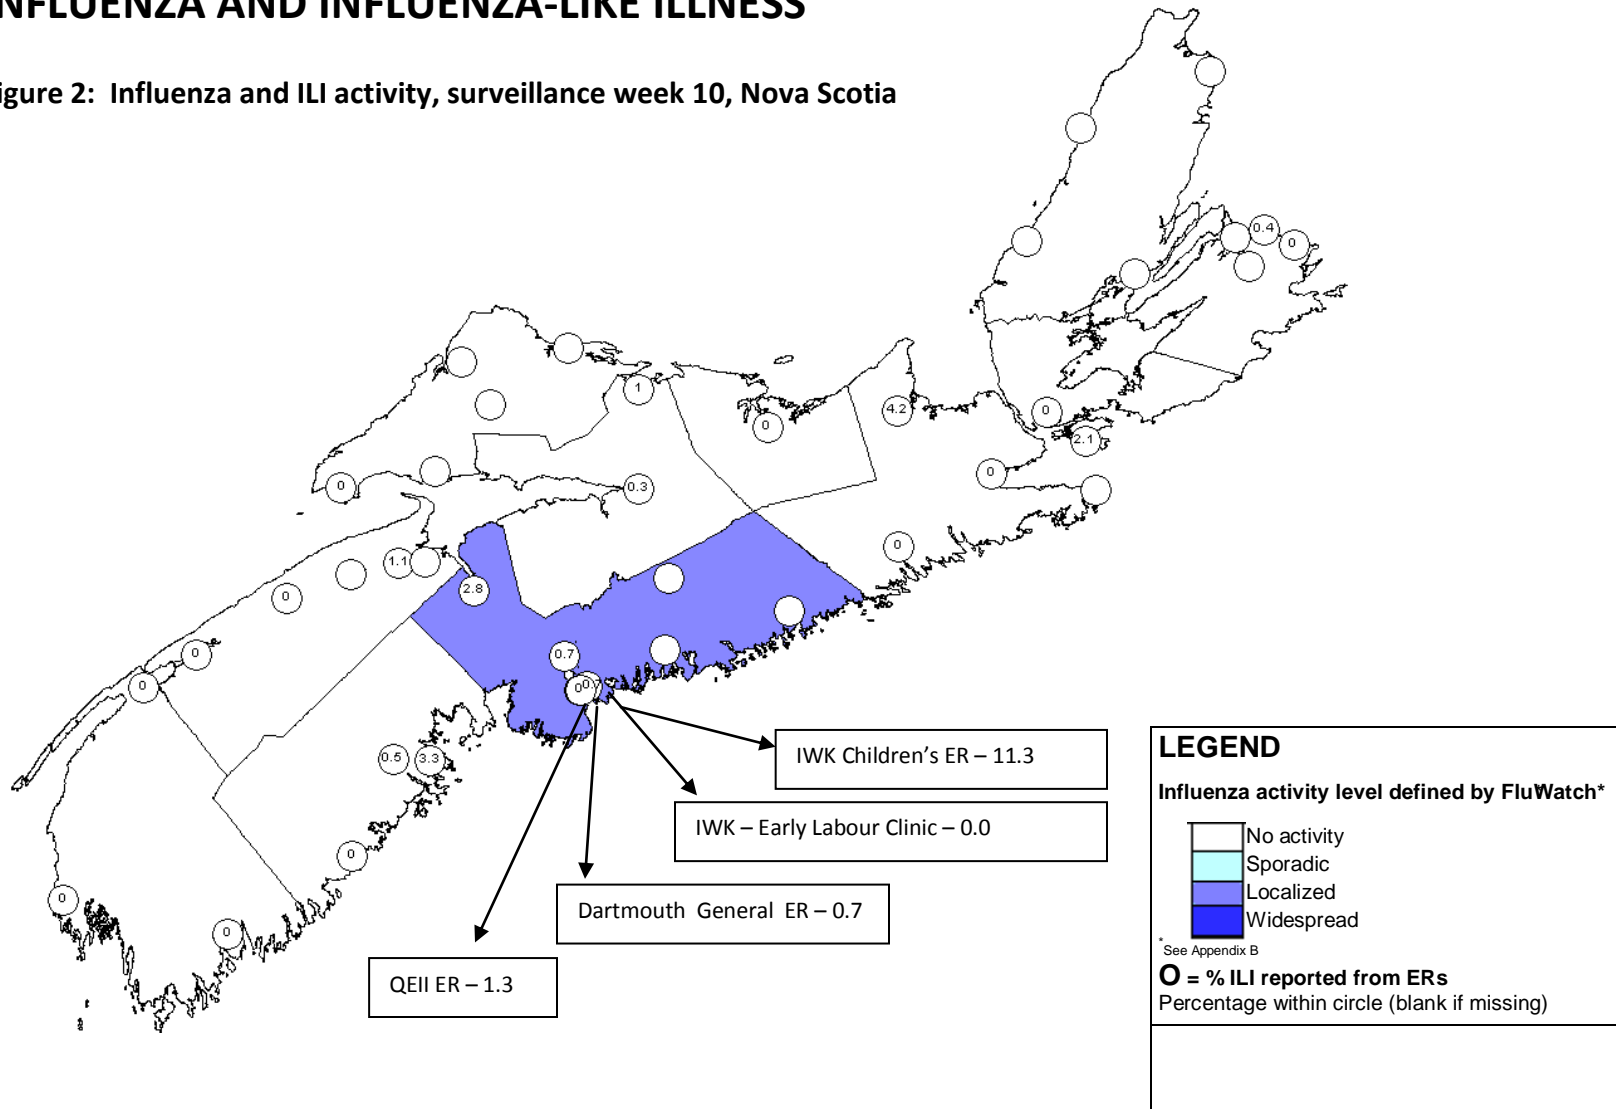 NFLUENZA AND INFLUENZA-LIKE ILLNESS
igure 2: Influenza and ILI activity, surveillance week 10, Nova Scotia
0.4
0
1
0
4.2
0
2.1
0
0
0.3
0
1.1
0
2.8
0
0.7
0
0
0.7
0.5
3.3
0
0
0
IWK Children's ER – 11.3
IWK – Early Labour Clinic – 0.0
Dartmouth General ER – 0.7
QEII ER – 1.3
LEGEND
Influenza activity level defined by FluWatch*
No activity
Sporadic
Localized
Widespread
*See Appendix B
O = % ILI reported from ERs
Percentage within circle (blank if missing)